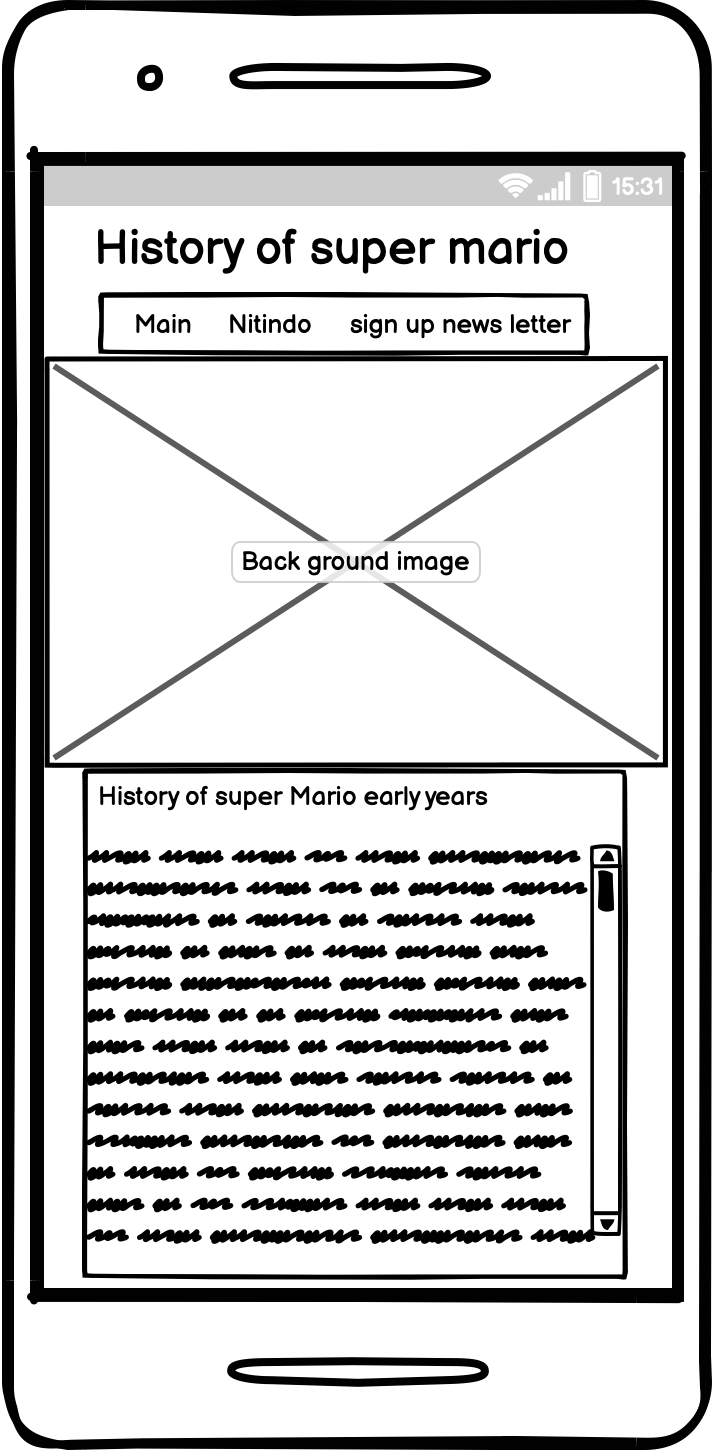 15:31
History of super mario
Main Nitindo sign up news letter
Back ground image
History of super Mario early years